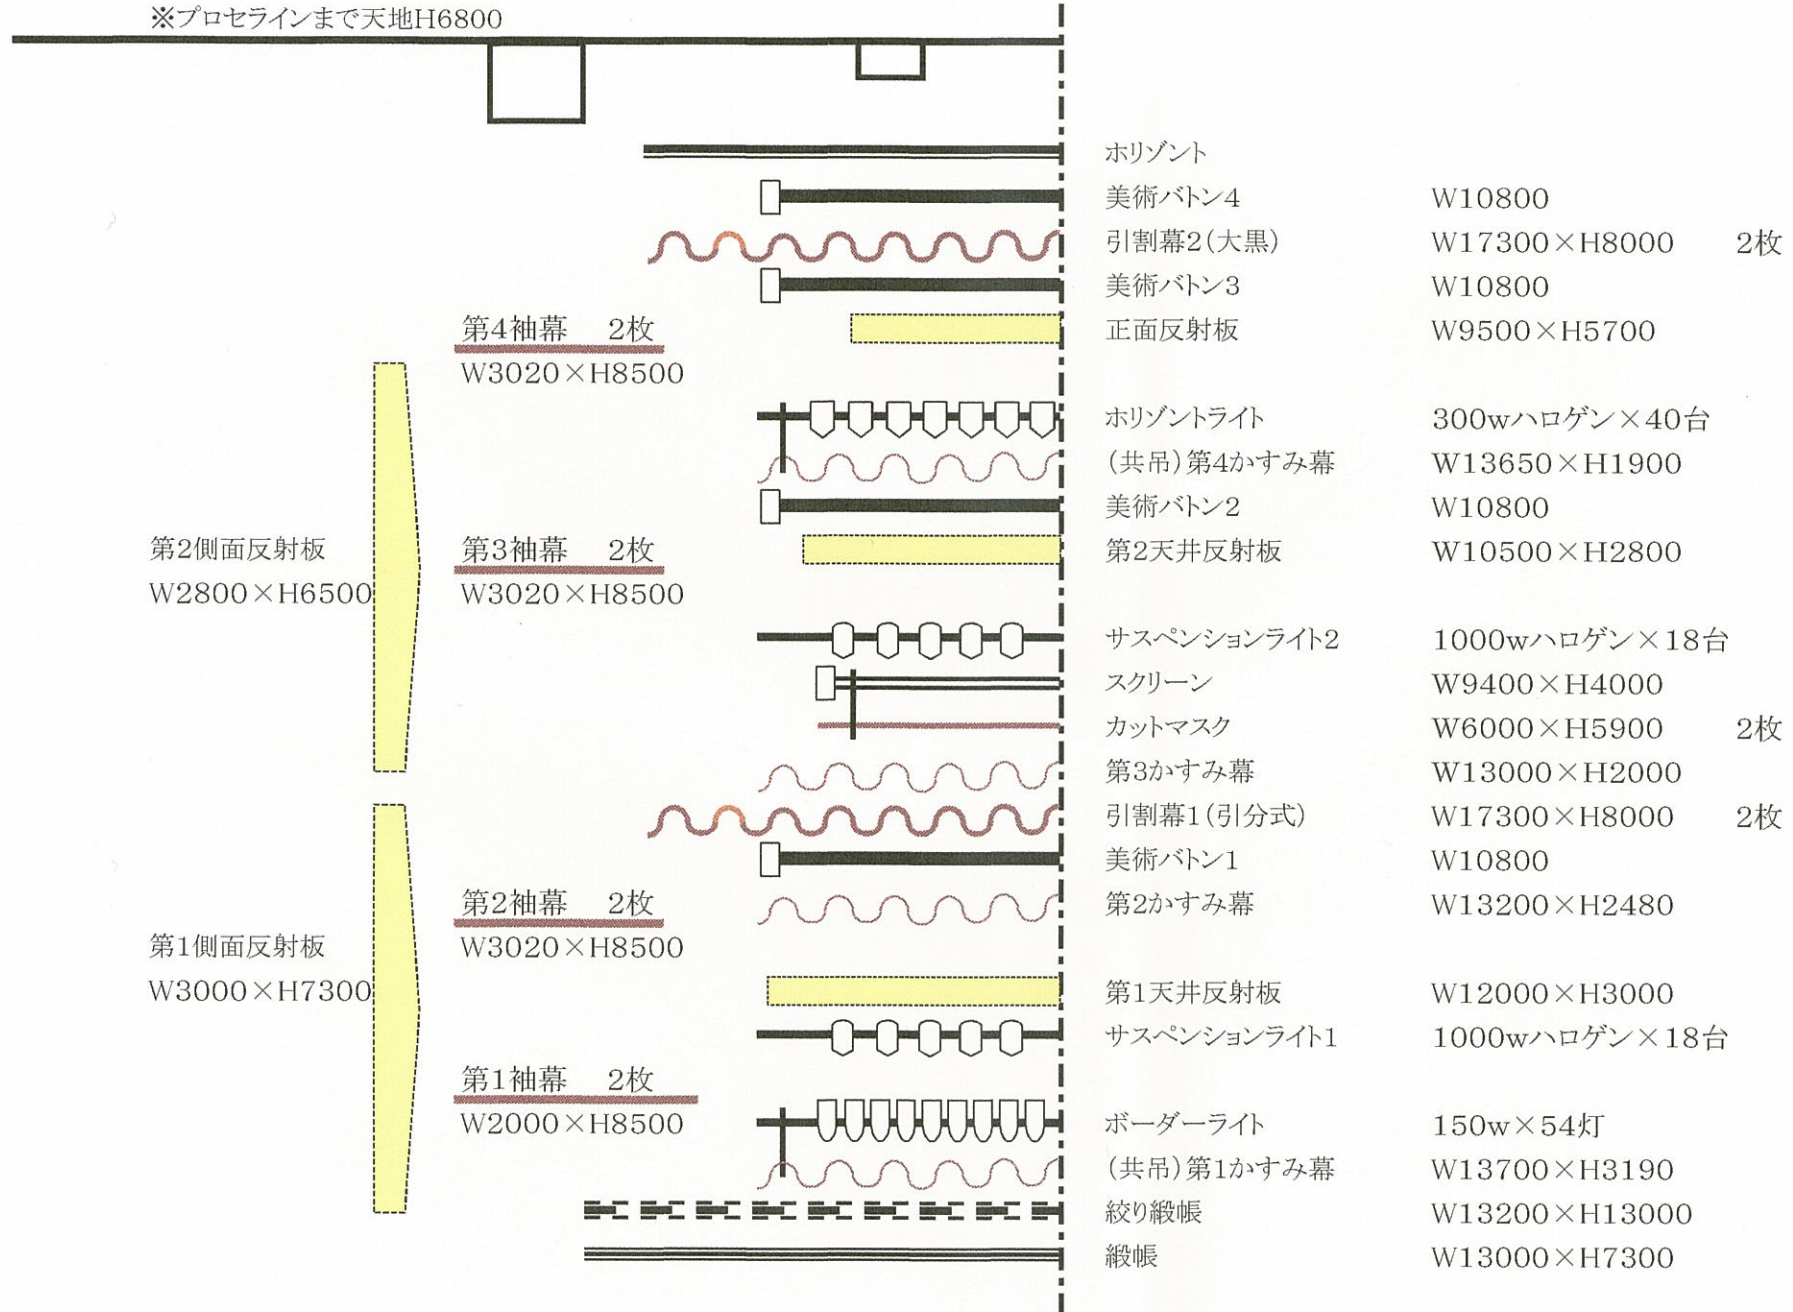 ※プロセラインまで天地H6800
ホリゾント
美術バトン4 W10800
引割幕2(大黒) W17300×H8000 2枚
美術バトン3 W10800
第4袖幕 2枚
正面反射板 W9500×H5700
W3020×H8500
ホリゾントライト 300wハロゲン×40台
(共吊)第4かすみ幕 W13650×H1900
美術バトン2 W10800
第2側面反射板
第3袖幕 2枚
第2天井反射板 W10500×H2800
W2800×H6500
W3020×H8500
サスペンションライト2 1000wハロゲン×18台
スクリーン W9400×H4000
カットマスク W6000×H5900 2枚
第3かすみ幕 W13000×H2000
引割幕1(引分式) W17300×H8000 2枚
美術バトン1 W10800
第2袖幕 2枚
第2かすみ幕 W13200×H2480
第1側面反射板
W3020×H8500
W3000×H7300
第1天井反射板 W12000×H3000
サスペンションライト1 1000wハロゲン×18台
第1袖幕 2枚
W2000×H8500
ボーダーライト 150w×54灯
(共吊)第1かすみ幕 W13700×H3190
絞り緞帳 W13200×H13000
緞帳 W13000×H7300